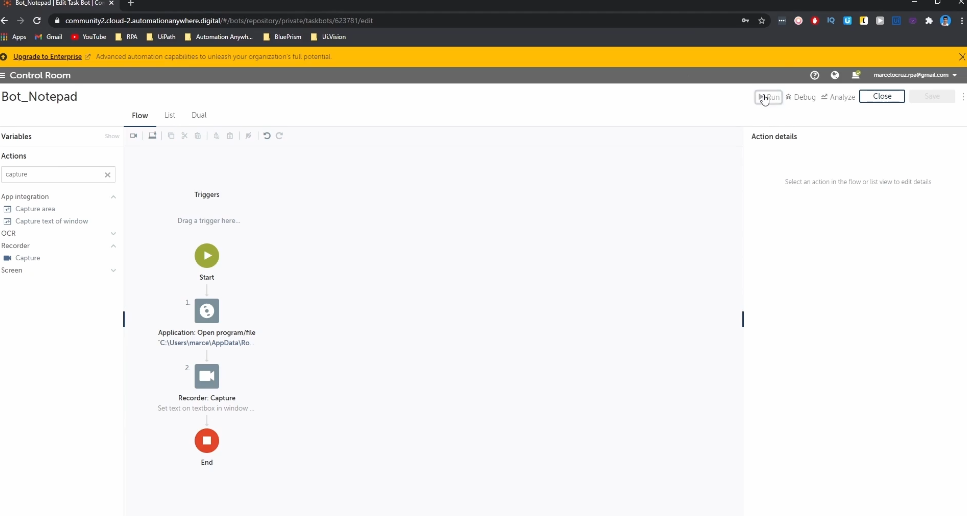 Bot_Notepad | Edit Task Bot | Co
community2.cloud-2.automationanywhere.digital/#/bots/repository/private/taskbots/623781/edit
Apps Gmail YouTube RPA UiPath Automation Anywh... BluePrism Ui.Vision
Upgrade to Enterprise Advanced automation capabilities to unleash your organization's full potential.
Control Room
marcelocruz.rpa@gmail.com
Bot_Notepad
Run Debug Analyze Close Save
Flow List Dual
Variables Show
Action details
Actions
capture
Select an action in the flow or list view to edit details
App integration
Capture area
Capture text of window
OCR
Recorder
Capture
Screen
Triggers
Drag a trigger here...
Start
1.
Application: Open program/file
"C:\Users\marce\AppData\Ro...
2.
Recorder: Capture
Set text on textbox in window ...
End